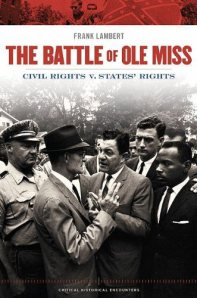 FRANK LAMBERT
THE BATTLE OF OLE MISS
CIVIL RIGHTS V. STATES' RIGHTS
CRITICAL HISTORICAL ENCOUNTERS